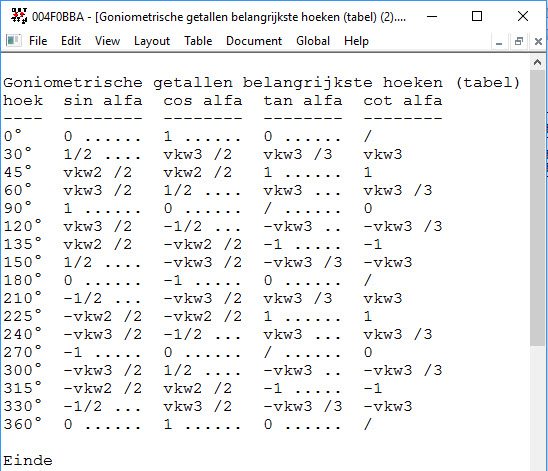 004F0BBA - [Goniometrische getallen belangrijkste hoeken (tabel) (2)....
File Edit View Layout Table Document Global Help
Goniometrische getallen belangrijkste hoeken (tabel)
hoek sin alfa cos alfa tan alfa cot alfa
---- -------- -------- -------- --------
0° 0 ...... 1 ...... 0 ...... /
30° 1/2 .... vkw3 /2 vkw3 /3 vkw3
45° vkw2 /2 vkw2 /2 1 ...... 1
60° vkw3 /2 1/2 .... vkw3 ... vkw3 /3
90° 1 ...... 0 ...... / ...... 0
120° vkw3 /2 -1/2 ... -vkw3 .. -vkw3 /3
135° vkw2 /2 -vkw2 /2 -1 ..... -1
150° 1/2 .... -vkw3 /2 -vkw3 /3 -vkw3
180° 0 ...... -1 ..... 0 ...... /
210° -1/2 ... -vkw3 /2 vkw3 /3 vkw3
225° -vkw2 /2 -vkw2 /2 1 ...... 1
240° -vkw3 /2 -1/2 ... vkw3 ... vkw3 /3
270° -1 ..... 0 ...... / ...... 0
300° -vkw3 /2 1/2 .... -vkw3 .. -vkw3 /3
315° -vkw2 /2 vkw2 /2 -1 ..... -1
330° -1/2 ... vkw3 /2 -vkw3 /3 -vkw3
360° 0 ...... 1 ...... 0 ...... /
Einde